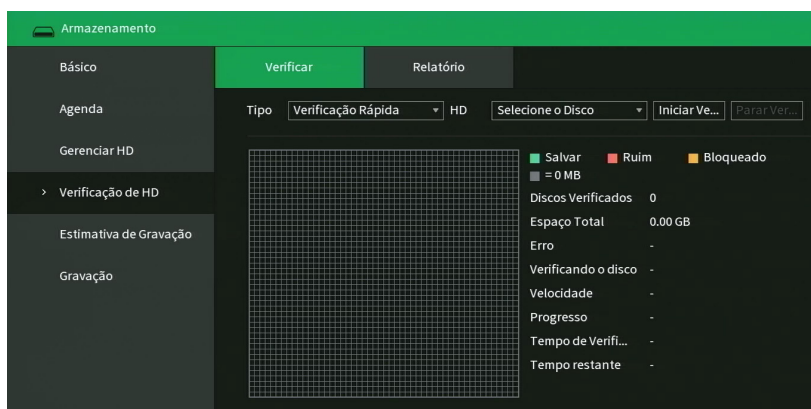 Armazenamento
Básico
Agenda
Gerenciar HD
> Verificação de HD
Estimativa de Gravação
Gravação
Verificar Relatório
Tipo Verificação Rápida HD Selecione o Disco Iniciar Ve... Parar Ver...
Salvar Ruim Bloqueado
= 0 MB
Discos Verificados 0
Espaço Total 0.00 GB
Erro -
Verificando o disco -
Velocidade -
Progresso -
Tempo de Verifi... -
Tempo restante -